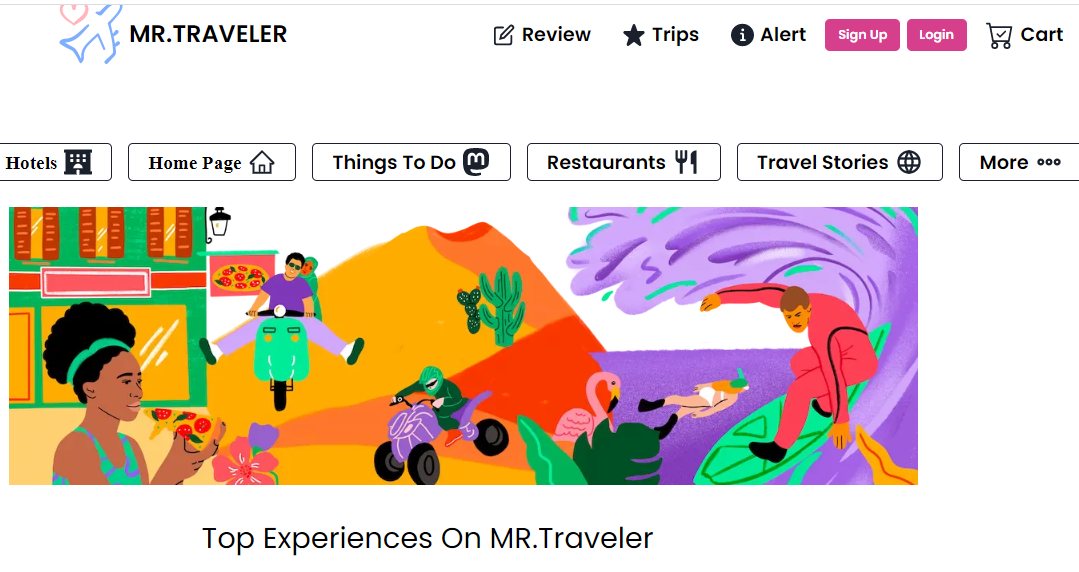 MR.TRAVELER
Review Trips Alert Sign Up Login Cart
Hotels Home Page Things To Do Restaurants Travel Stories More
Top Experiences On MR.Traveler